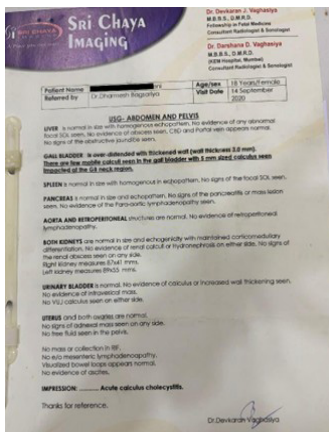 Sri Chaya
Imaging
Dr. Devkaran J. Vaghasiya
M.B.B.S., D.M.R.D.
Fellowship in Fetal Medicine
Consultant Radiologist & Sonologist
Dr. Darshana D. Vaghasiya
M.B.B.S., D.M.R.D.
(KEM Hospital, Mumbai)
Consultant Radiologist & Sonologist
Patient Name
Age/sex 18 Years/Female
Referred by Dr.Dharmesh
Visit Date 14 September 2020
USG- ABDOMEN AND PELVIS
LIVER is normal in size with homogenous echopattern, No evidence of any abnormal
focal SOL seen, No evidence of abscess seen, CBD and Portal vein appears normal.
No signs of the obstructive jaundice seen.
GALL BLADDER is over-distended with thickened wall (wall thickness 3.0 mm).
There are few mobile calculi seen in the gall bladder with 5 mm sized calculus seen
impacted at the GB neck region.
SPLEEN is normal in size with homogenous in echopattern, No signs of the focal SOL seen.
PANCREAS is normal in size and echopattern, No signs of the pancreatitis or mass lesion
seen. No evidence of the Para-aortic lymphadenopathy seen.
AORTA AND RETROPERITONEAL structures are normal. No evidence of retroperitoneal
lymphadenopathy.
BOTH KIDNEYS are normal in size and echogenicity with maintained corticomedullary
differentiation. No evidence of renal calculi or hydronephrosis on either side. No signs of
the renal abscess seen on any side.
Right kidney measures 87x41 mms.
Left kidney measures 89x55 mms.
URINARY BLADDER is normal. No evidence of calculus or increased wall thickening seen.
No evidence of intravesical mass.
No VUJ calculus seen on either side.
UTERUS and both ovaries are normal.
No signs of adnexal mass seen on any side.
No free fluid seen in the pelvis.
No mass or collection in RIF.
No e/o mesenteric lymphadenopathy.
Visualized bowel loops appears normal.
No evidence of ascites.
IMPRESSION: ........ Acute calculus cholecystitis.
Thanks for reference.
Dr.Devkaran Vaghasiya